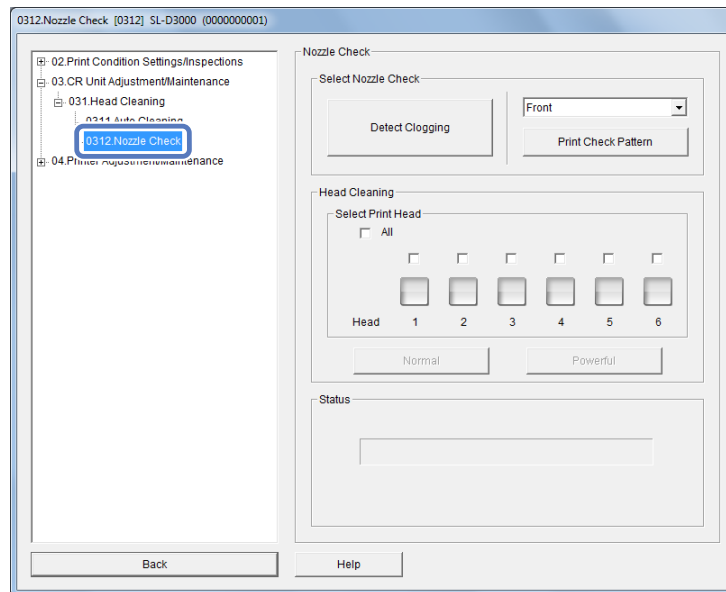 0312.Nozzle Check [0312] SL-D3000 (0000000001)
02.Print Condition Settings/Inspections
03.CR Unit Adjustment/Maintenance
031.Head Cleaning
0311.Auto Cleaning
0312.Nozzle Check
04.Printer Adjustment/Maintenance
Back
Nozzle Check
Select Nozzle Check
Detect Clogging
Front
Print Check Pattern
Head Cleaning
Select Print Head
All
Head 1 2 3 4 5 6
Normal Powerful
Status
Help